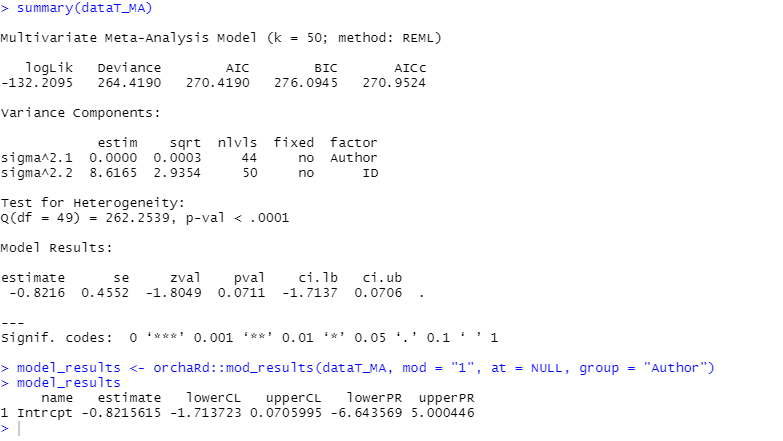 > summary(dataT_MA)
Multivariate Meta-Analysis Model (k = 50; method: REML)
logLik Deviance AIC BIC AICc
-132.2095 264.4190 270.4190 276.0945 270.9524
Variance Components:
estim sqrt nlvls fixed factor
sigma^2.1 0.0000 0.0003 44 no Author
sigma^2.2 8.6165 2.9354 50 no ID
Test for Heterogeneity:
Q(df = 49) = 262.2539, p-val < .0001
Model Results:
estimate se zval pval ci.lb ci.ub
-0.8216 0.4552 -1.8049 0.0711 -1.7137 0.0706 .
---
Signif. codes: 0 ‘***’ 0.001 ‘**’ 0.01 ‘*’ 0.05 ‘.’ 0.1 ‘ ’ 1
> model_results <- orchaRd::mod_results(dataT_MA, mod = "1", at = NULL, group = "Author")
> model_results
name estimate lowerCL upperCL lowerPR upperPR
1 Intrcpt -0.8215615 -1.713723 0.0705995 -6.643569 5.000446
>